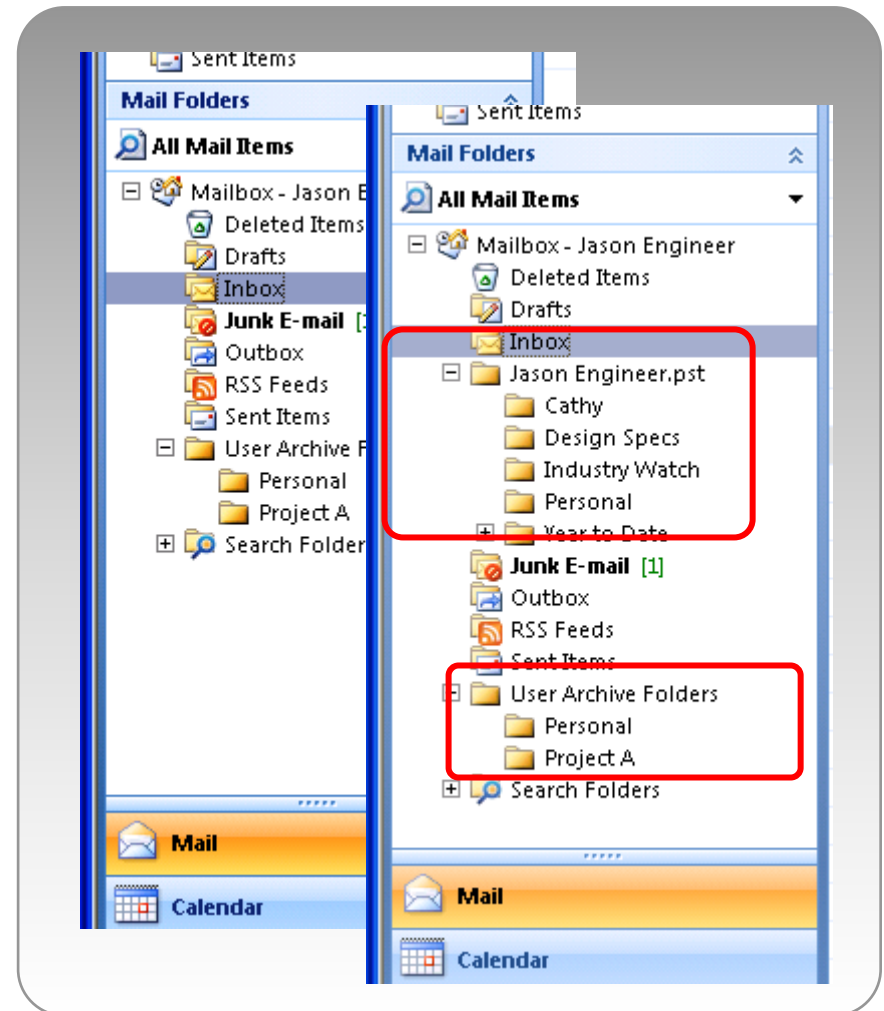 Sent Items
Mail Folders
All Mail Items
Mailbox - Jason E
Deleted Items
Drafts
Inbox
Junk E-mail [
Outbox
RSS Feeds
Sent Items
User Archive F
Personal
Project A
Search Folder
Mail
Calendar
Sent Items
Mail Folders
All Mail Items
Mailbox - Jason Engineer
Deleted Items
Drafts
Inbox
Jason Engineer.pst
Cathy
Design Specs
Industry Watch
Personal
Year to Date
Junk E-mail [1]
Outbox
RSS Feeds
Sent Items
User Archive Folders
Personal
Project A
Search Folders
Mail
Calendar